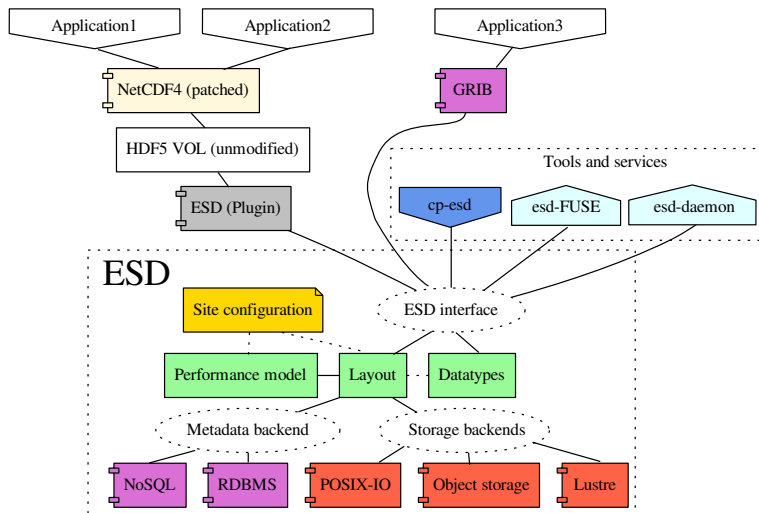 Application1
Application2
Application3
NetCDF4 (patched)
GRIB
HDF5 VOL (unmodified)
Tools and services
ESD (Plugin)
cp-esd
esd-FUSE
esd-daemon
ESD
Site configuration
ESD interface
Performance model
Layout
Datatypes
Metadata backend
Storage backends
NoSQL
RDBMS
POSIX-IO
Object storage
Lustre